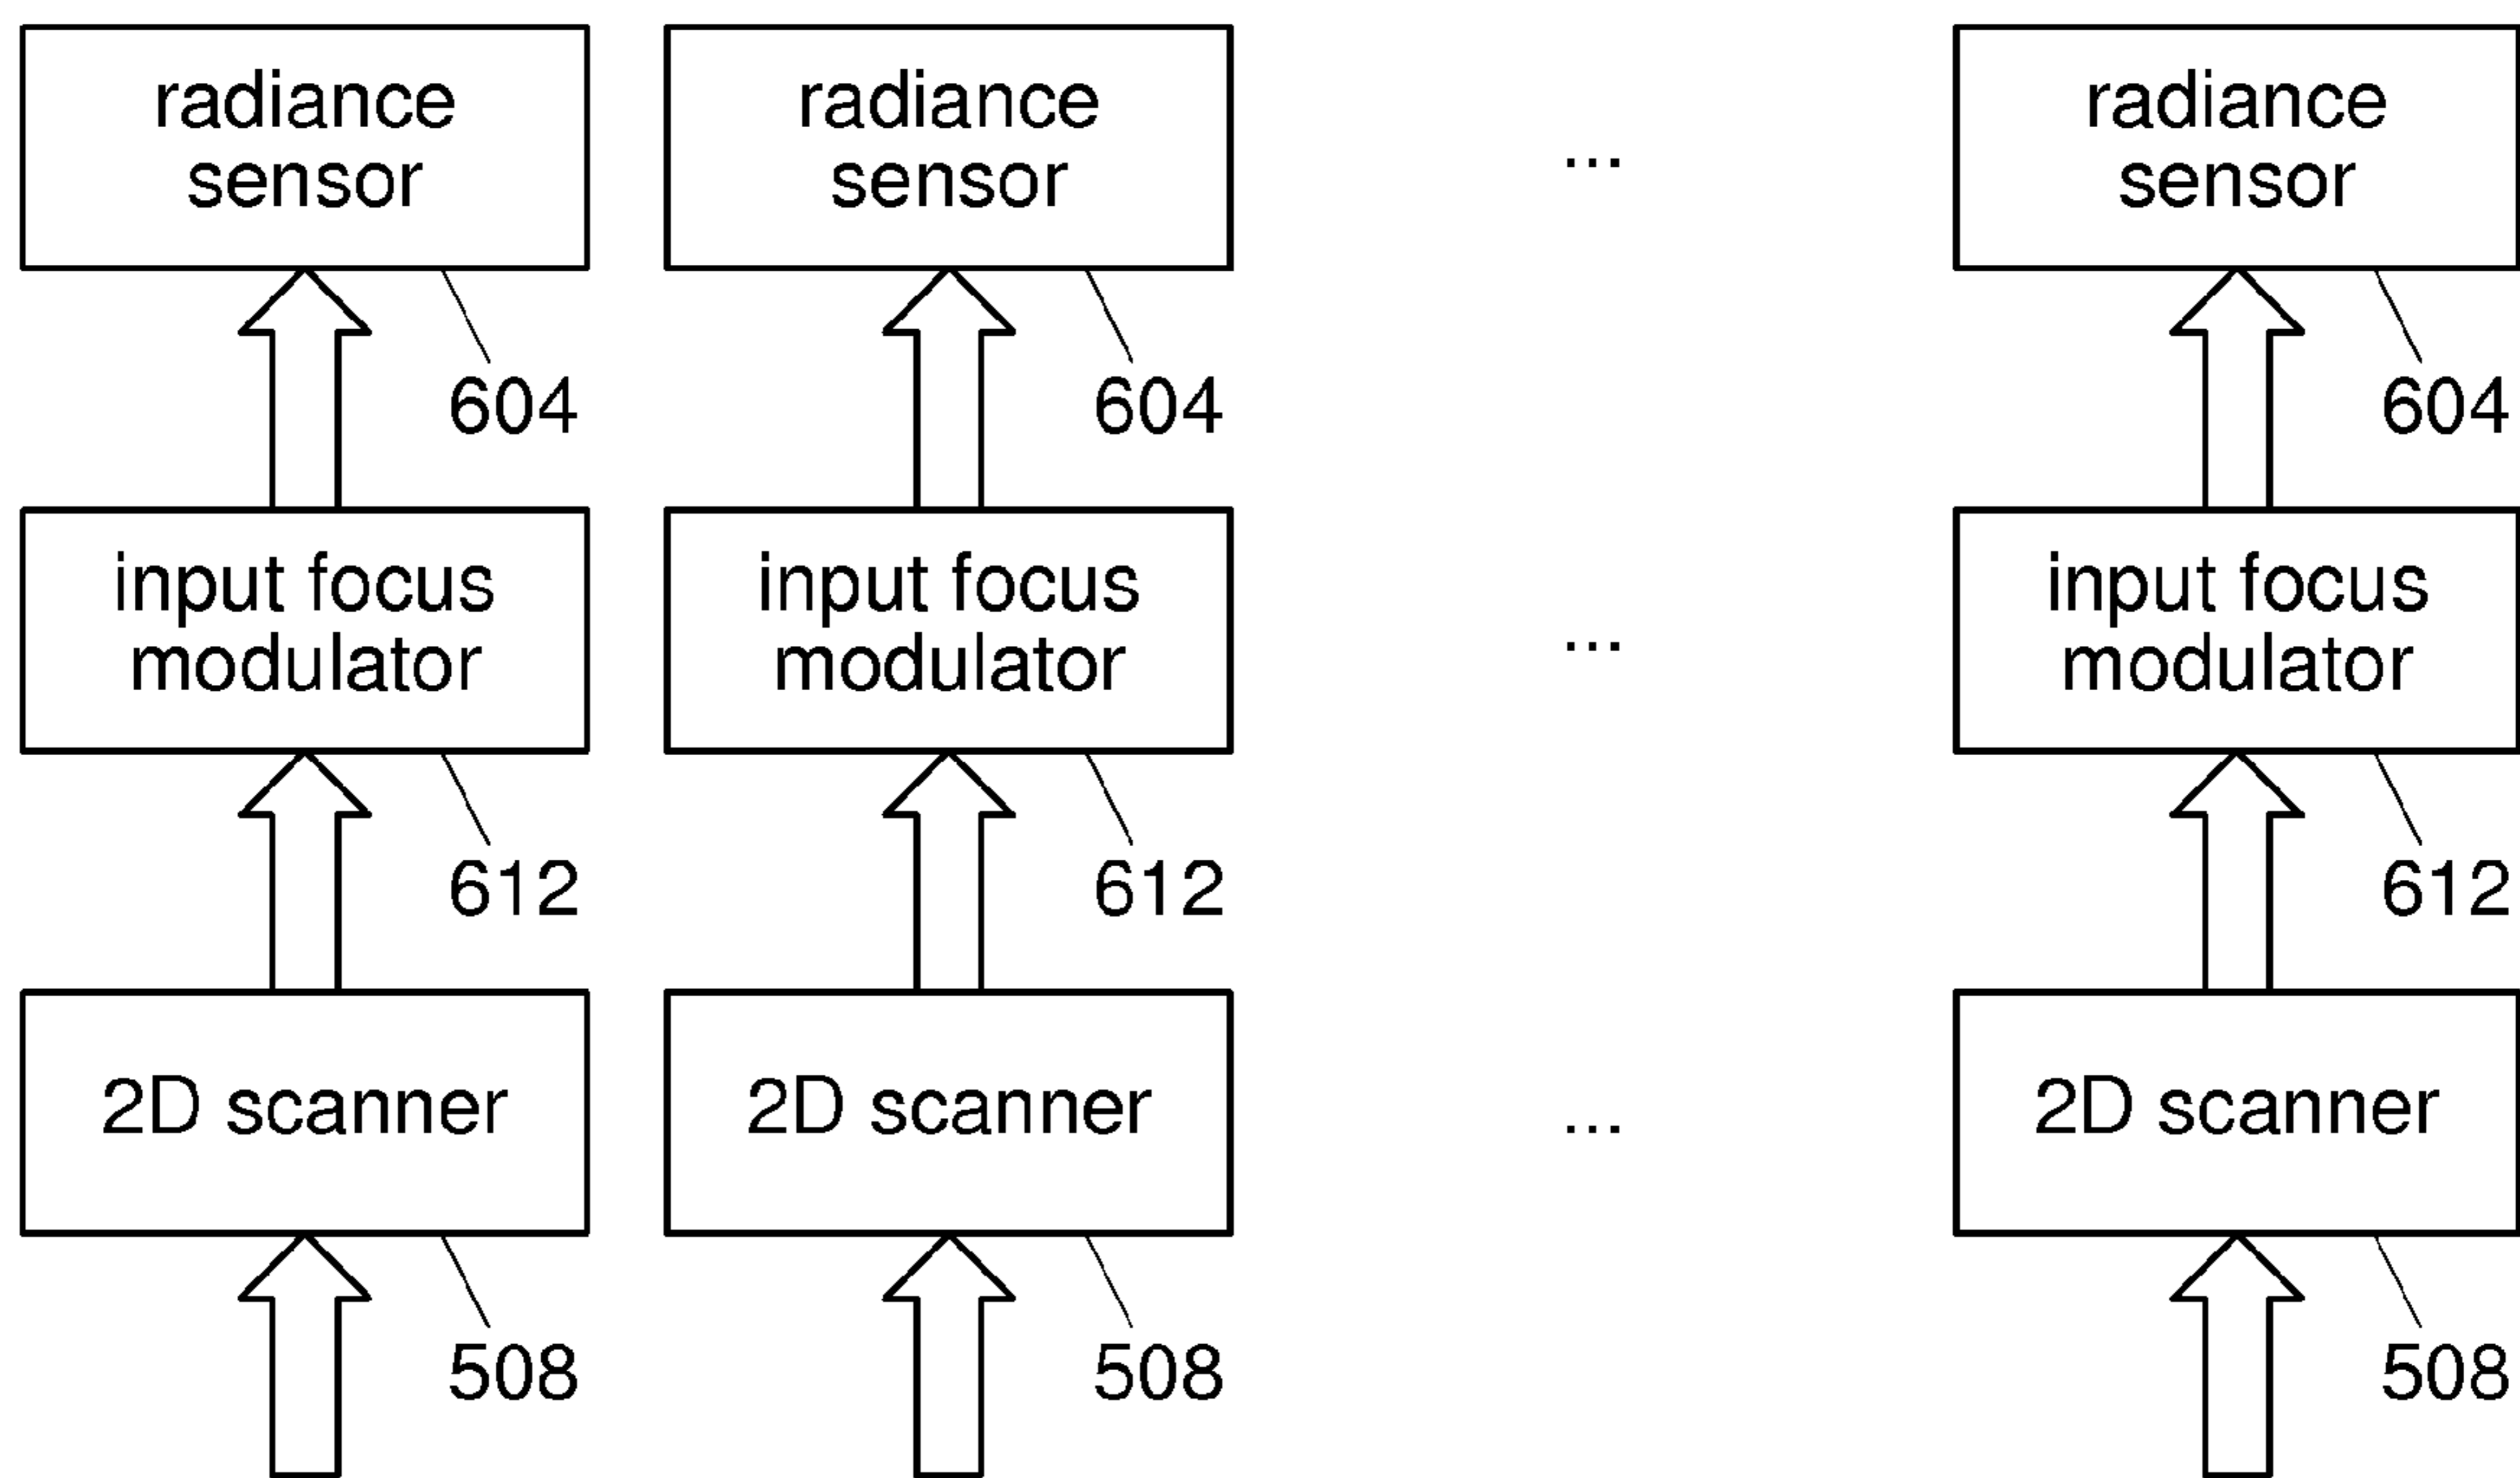 radiance
sensor
radiance
sensor
...
radiance
sensor
604
604
604
input focus
modulator
input focus
modulator
...
input focus
modulator
612
612
612
2D scanner
2D scanner
...
2D scanner
508
508
508